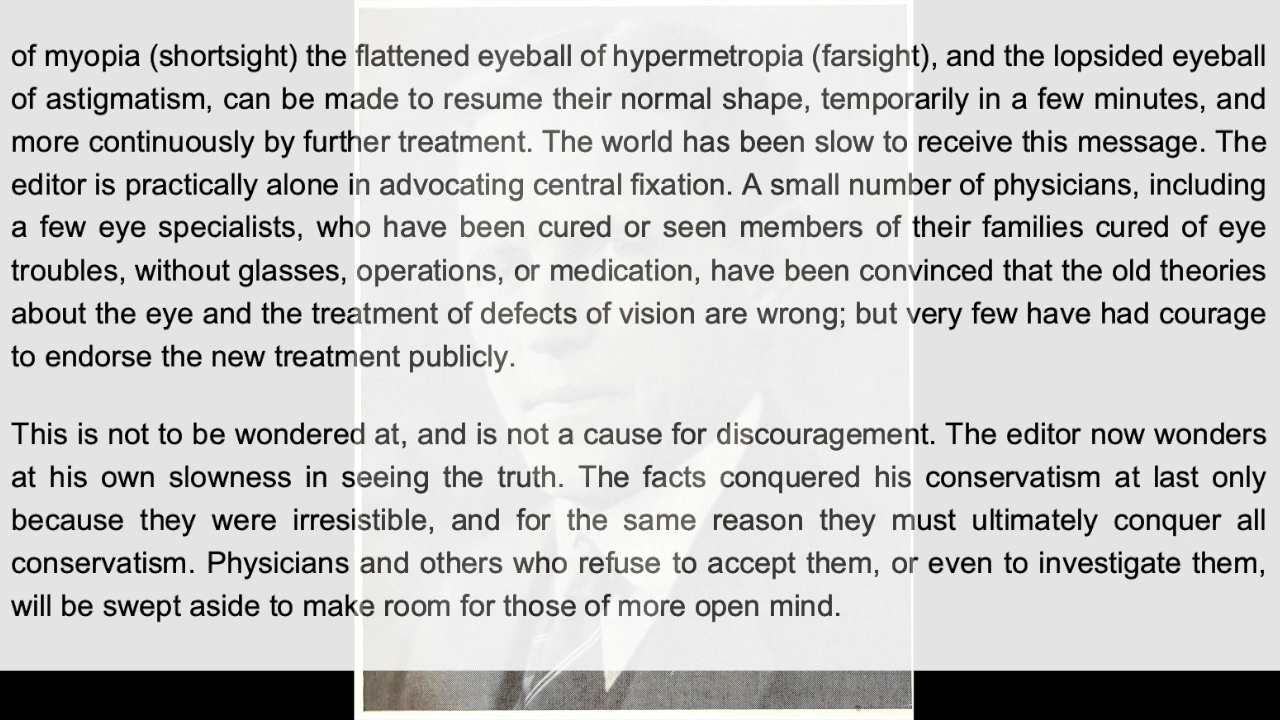 of myopia (shortsight) the flattened eyeball of hypermetropia (farsight), and the lopsided eyeball
of astigmatism, can be made to resume their normal shape, temporarily in a few minutes, and
more continuously by further treatment. The world has been slow to receive this message. The
editor is practically alone in advocating central fixation. A small number of physicians, including
a few eye specialists, who have been cured or seen members of their families cured of eye
troubles, without glasses, operations, or medication, have been convinced that the old theories
about the eye and the treatment of defects of vision are wrong; but very few have had courage
to endorse the new treatment publicly.
This is not to be wondered at, and is not a cause for discouragement. The editor now wonders
at his own slowness in seeing the truth. The facts conquered his conservatism at last only
because they were irresistible, and for the same reason they must ultimately conquer all
conservatism. Physicians and others who refuse to accept them, or even to investigate them,
will be swept aside to make room for those of more open mind.